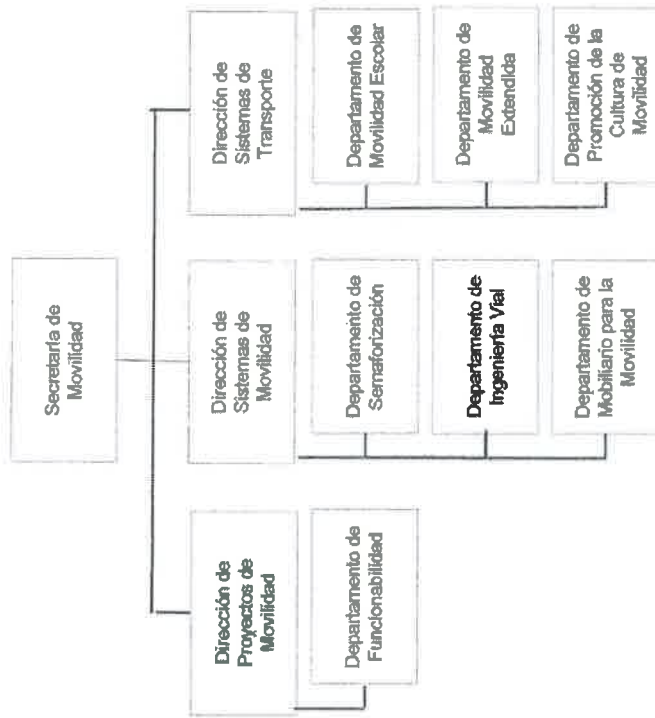 Secretaría de
Movilidad
Dirección de
Proyectos de
Movilidad
Departamento de
Funcionabilidad
Dirección de
Sistemas de
Movilidad
Departamento de
Semaforización
Departamento de
Ingeniería Vial
Departamento de
Mobiliario para la
Movilidad
Dirección de
Sistemas de
Transporte
Departamento de
Movilidad Escolar
Departamento de
Movilidad
Extendida
Departamento de
Promoción de la
Cultura de
Movilidad